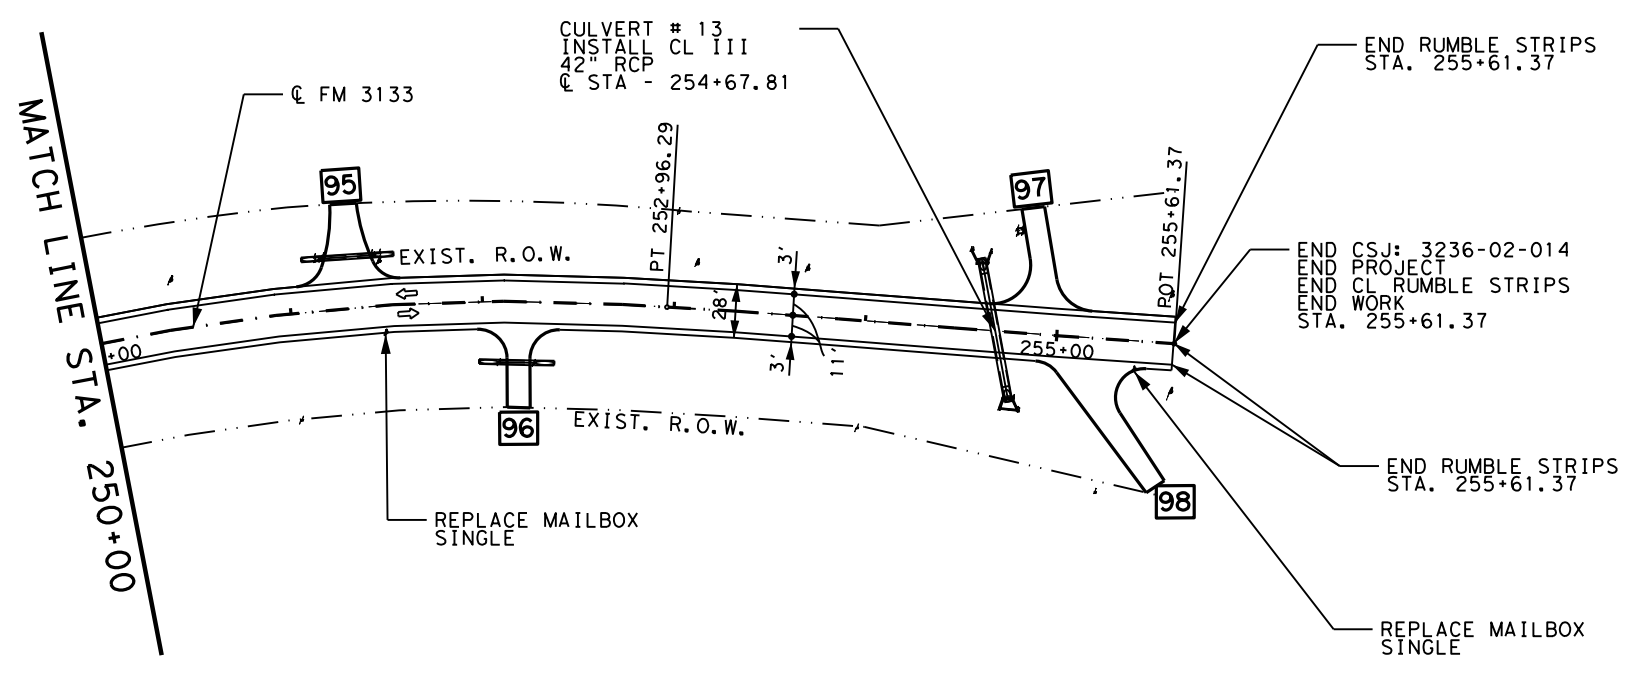 CULVERT # 13
INSTALL CL III
42" RCP
℄ STA - 254+67.81
END RUMBLE STRIPS
STA. 255+61.37
℄ FM 3133
MATCH LINE STA. 250+00
95
PT 252+96.29
97
POT 255+61.37
EXIST. R.O.W.
3'
END CSJ: 3236-02-014
END PROJECT
END CL RUMBLE STRIPS
END WORK
STA. 255+61.37
28'
+00
255+00
3'
11'
96
EXIST. R.O.W.
END RUMBLE STRIPS
STA. 255+61.37
98
REPLACE MAILBOX
SINGLE
REPLACE MAILBOX
SINGLE